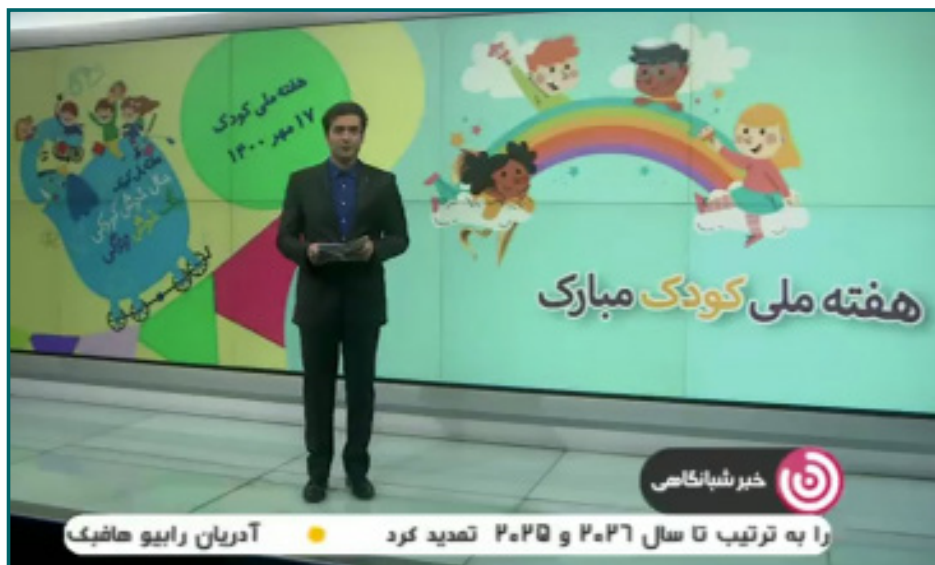 هفته ملی کودک
۱۷ مهر ۱۴۰۰
هفته ملی کودک مبارک
خبر شبانگاهی
را به ترتیب تا سال ۲۰۲۶ و ۲۰۲۵ تمدید کرد
آدریان رابیو هافبک